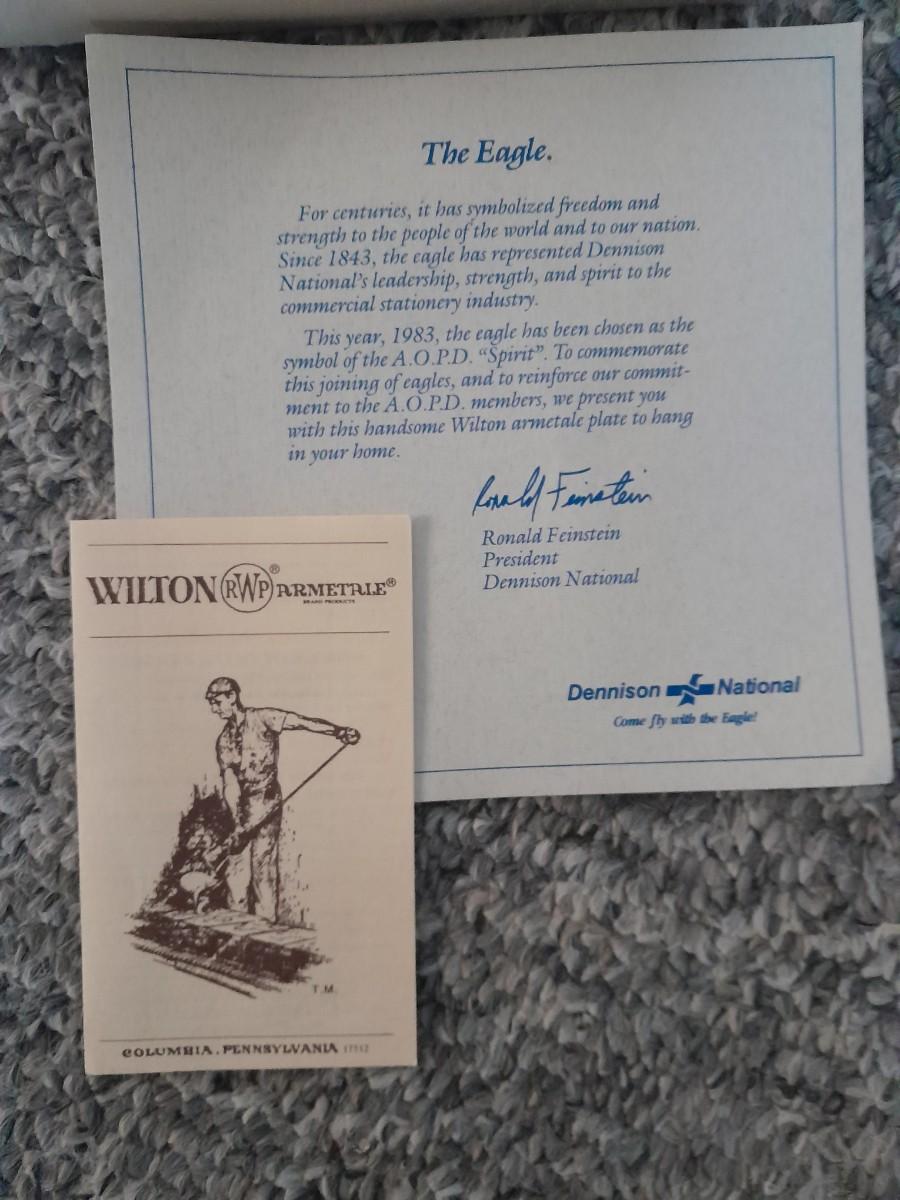 The Eagle.
For centuries, it has symbolized freedom and
strength to the people of the world and to our nation.
Since 1843, the eagle has represented Dennison
National's leadership, strength, and spirit to the
commercial stationery industry.
This year, 1983, the eagle has been chosen as the
symbol of the A.O.P.D. "Spirit". To commemorate
this joining of eagles, and to reinforce our commit-
ment to the A.O.P.D. members, we present you
with this handsome Wilton armetale plate to hang
in your home.
Ronald Feinstein
Ronald Feinstein
President
Dennison National
Dennison National
Come fly with the Eagle!
WILTON RWP® ARMETALE®
BRAND PRODUCTS
T.M.
COLUMBIA, PENNSYLVANIA 17512